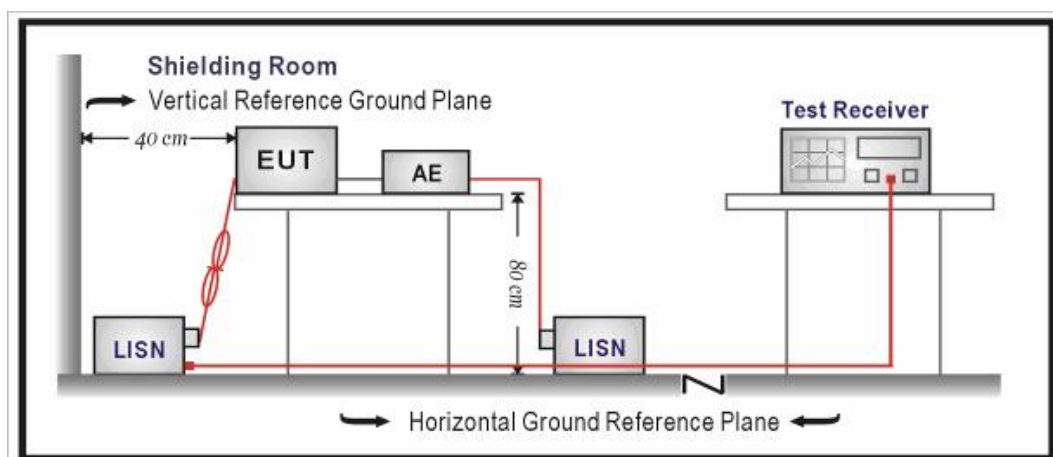 Shielding Room
Vertical Reference Ground Plane
Test Receiver
40 cm
EUT
AE
80 cm
LISN
LISN
Horizontal Ground Reference Plane